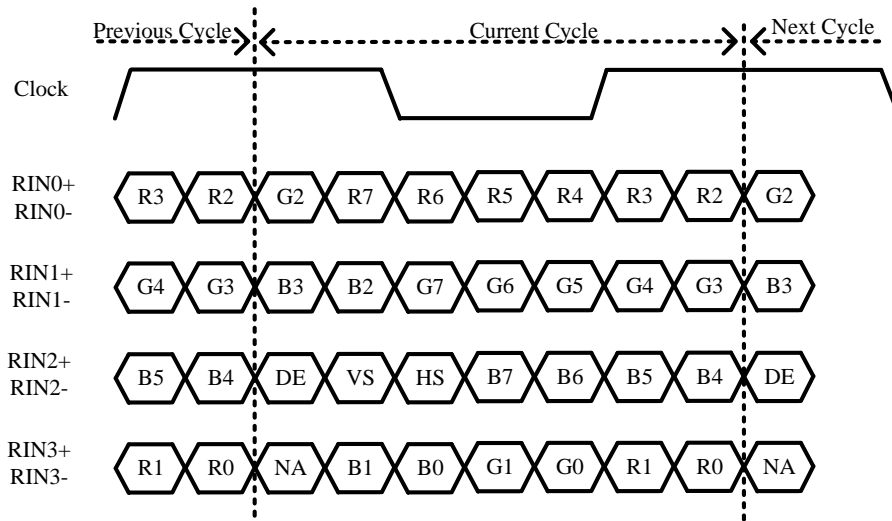 Previous Cycle Current Cycle Next Cycle
Clock
RIN0+
RIN0-
R3 R2 G2 R7 R6 R5 R4 R3 R2 G2
RIN1+
RIN1-
G4 G3 B3 B2 G7 G6 G5 G4 G3 B3
RIN2+
RIN2-
B5 B4 DE VS HS B7 B6 B5 B4 DE
RIN3+
RIN3-
R1 R0 NA B1 B0 G1 G0 R1 R0 NA